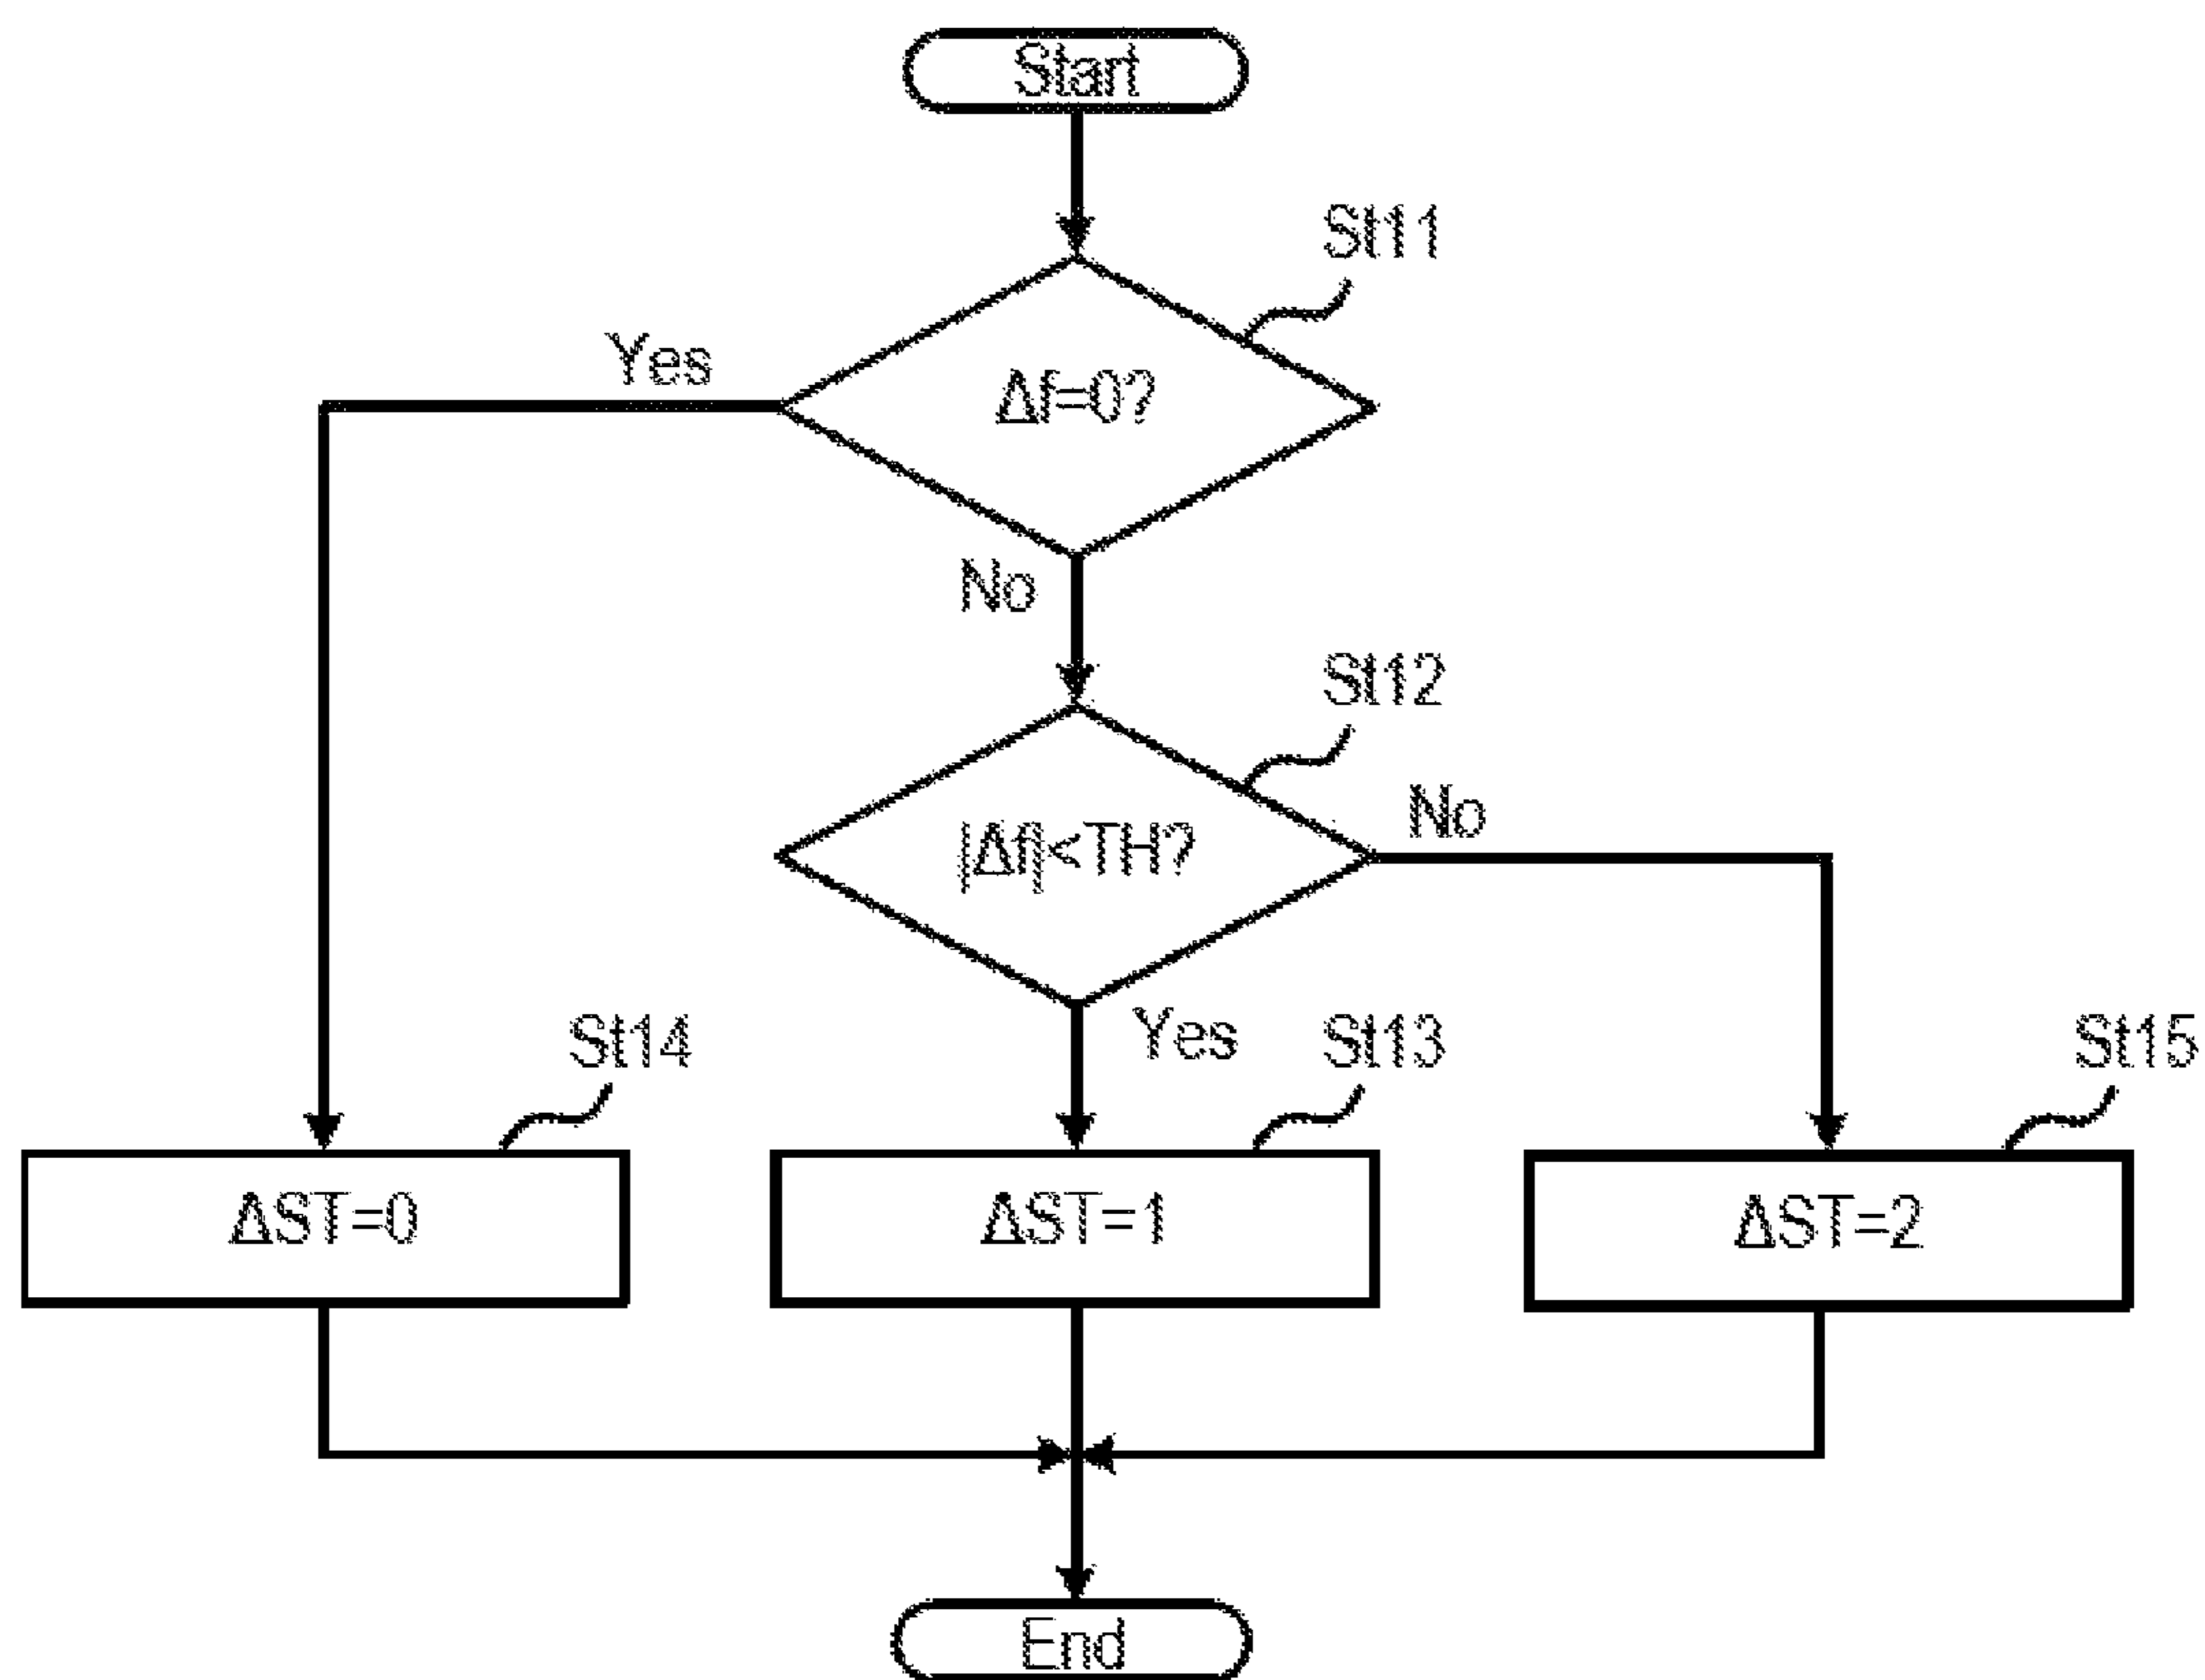 Start
St11
Yes
Δf=0?
No
St12
No
|Δf|<TH?
St14
Yes
St13
St15
ΔST=0
ΔST=1
ΔST=2
End